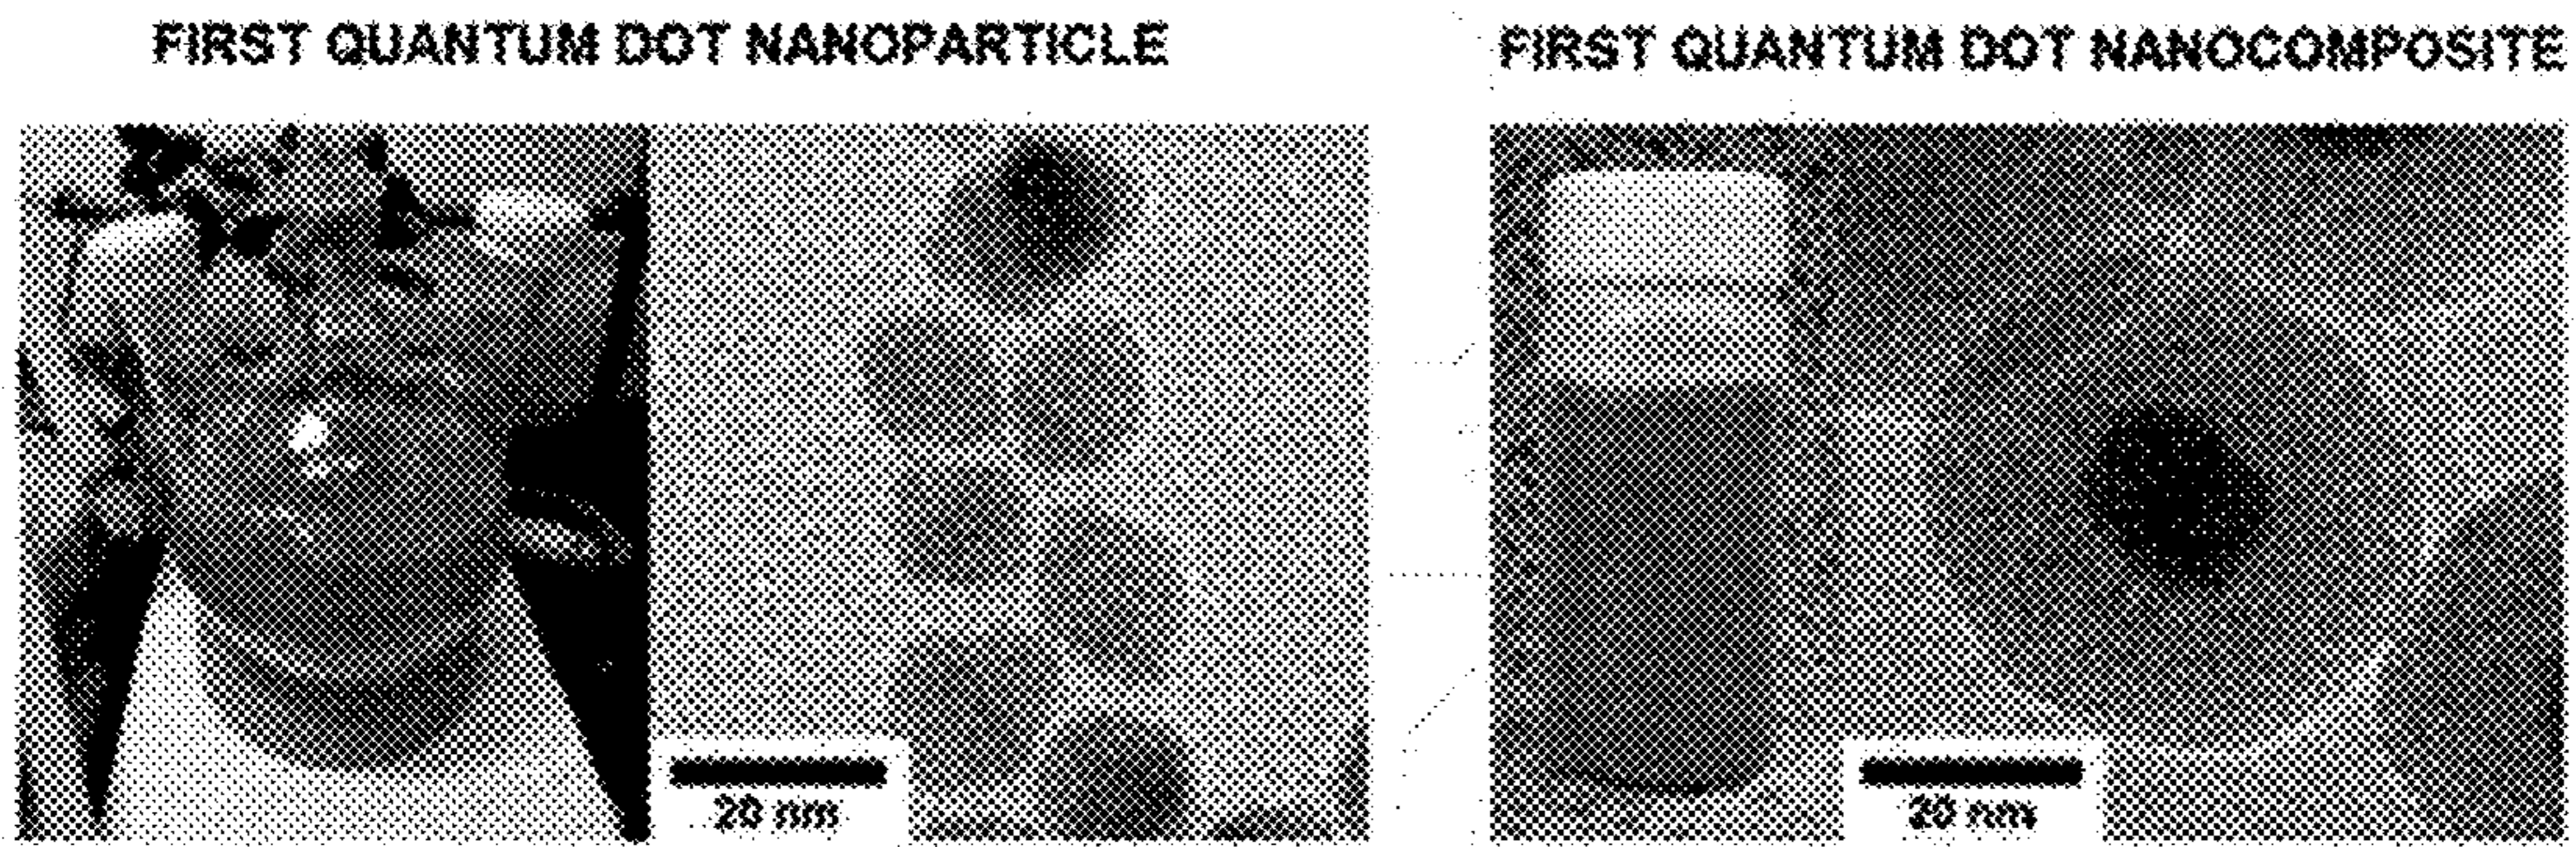 FIRST QUANTUM DOT NANOPARTICLE
FIRST QUANTUM DOT NANOCOMPOSITE
20 nm
20 nm